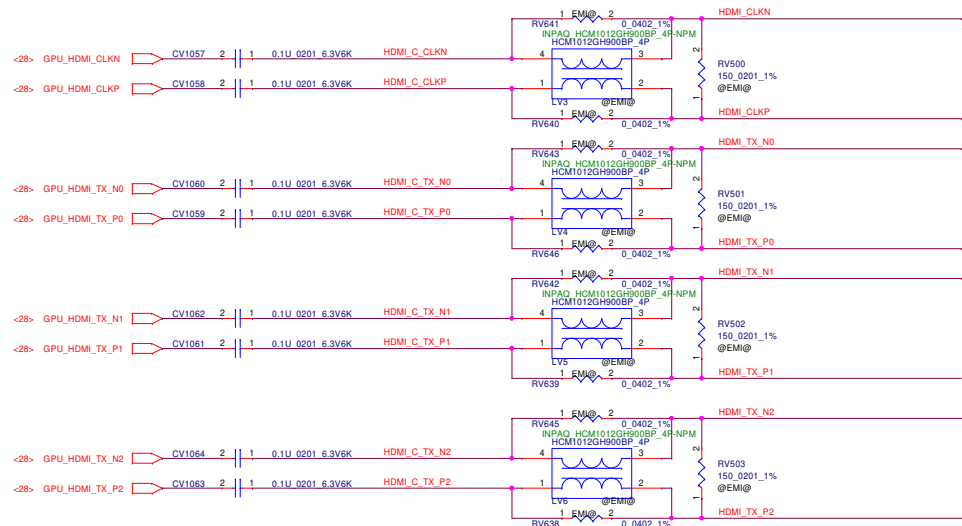 1 EMI@ 2 HDMI_CLKN
RV641 0_0402_1%
INPAQ_HCM1012GH900BP_4P-NPM
HCM1012GH900BP_4P
<28> GPU_HDMI_CLKN CV1057 2 1 0.1U_0201_6.3V6K HDMI_C_CLKN 4 3
2 RV500
150_0201_1%
<28> GPU_HDMI_CLKP CV1058 2 1 0.1U_0201_6.3V6K HDMI_C_CLKP 1 2
1 @EMI@
LV3 @EMI@
1 EMI@ 2 HDMI_CLKP
RV640 0_0402_1%
1 EMI@ 2 HDMI_TX_N0
RV643 0_0402_1%
INPAQ_HCM1012GH900BP_4P-NPM
HCM1012GH900BP_4P
<28> GPU_HDMI_TX_N0 CV1060 2 1 0.1U_0201_6.3V6K HDMI_C_TX_N0 4 3
2 RV501
150_0201_1%
<28> GPU_HDMI_TX_P0 CV1059 2 1 0.1U_0201_6.3V6K HDMI_C_TX_P0 1 2
1 @EMI@
LV4 @EMI@
1 EMI@ 2 HDMI_TX_P0
RV646 0_0402_1%
1 EMI@ 2 HDMI_TX_N1
RV642 0_0402_1%
INPAQ_HCM1012GH900BP_4P-NPM
HCM1012GH900BP_4P
<28> GPU_HDMI_TX_N1 CV1062 2 1 0.1U_0201_6.3V6K HDMI_C_TX_N1 4 3
2 RV502
150_0201_1%
<28> GPU_HDMI_TX_P1 CV1061 2 1 0.1U_0201_6.3V6K HDMI_C_TX_P1 1 2
1 @EMI@
LV5 @EMI@
1 EMI@ 2 HDMI_TX_P1
RV639 0_0402_1%
1 EMI@ 2 HDMI_TX_N2
RV645 0_0402_1%
INPAQ_HCM1012GH900BP_4P-NPM
HCM1012GH900BP_4P
<28> GPU_HDMI_TX_N2 CV1064 2 1 0.1U_0201_6.3V6K HDMI_C_TX_N2 4 3
2 RV503
150_0201_1%
<28> GPU_HDMI_TX_P2 CV1063 2 1 0.1U_0201_6.3V6K HDMI_C_TX_P2 1 2
1 @EMI@
LV6 @EMI@
1 EMI@ 2 HDMI_TX_P2
RV638 0_0402_1%